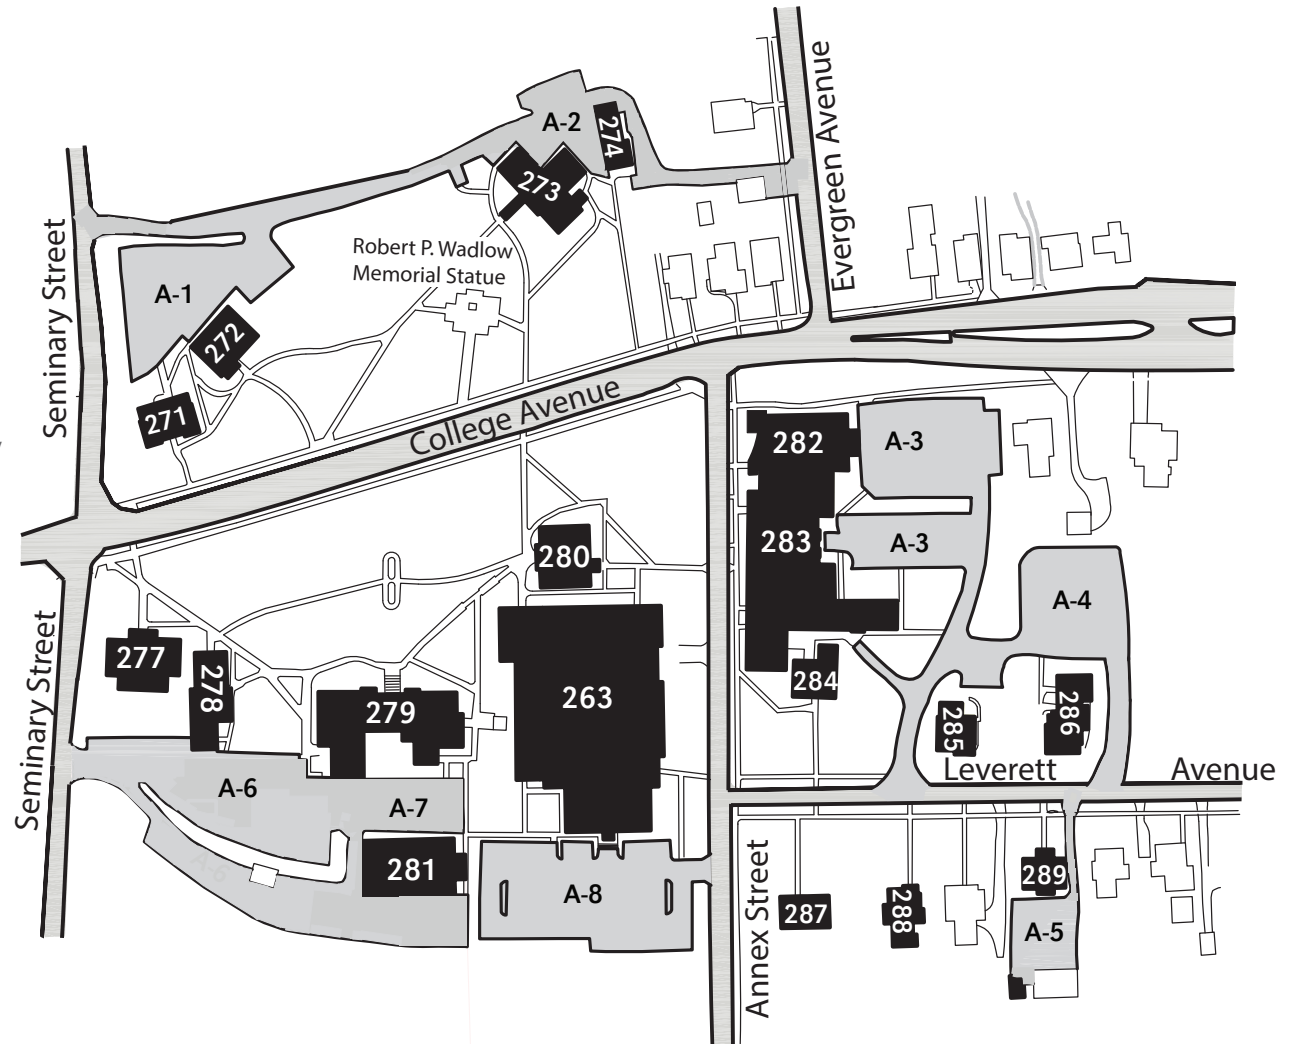 Evergreen Avenue
A-2
274
273
Robert P. Wadlow
Memorial Statue
Seminary Street
A-1
272
271
College Avenue
282
A-3
283
A-3
280
A-4
277
278
284
263
279
285
286
Leverett Avenue
Seminary Street
A-6
A-7
A-6
281
A-8
Annex Street
287
288
289
A-5